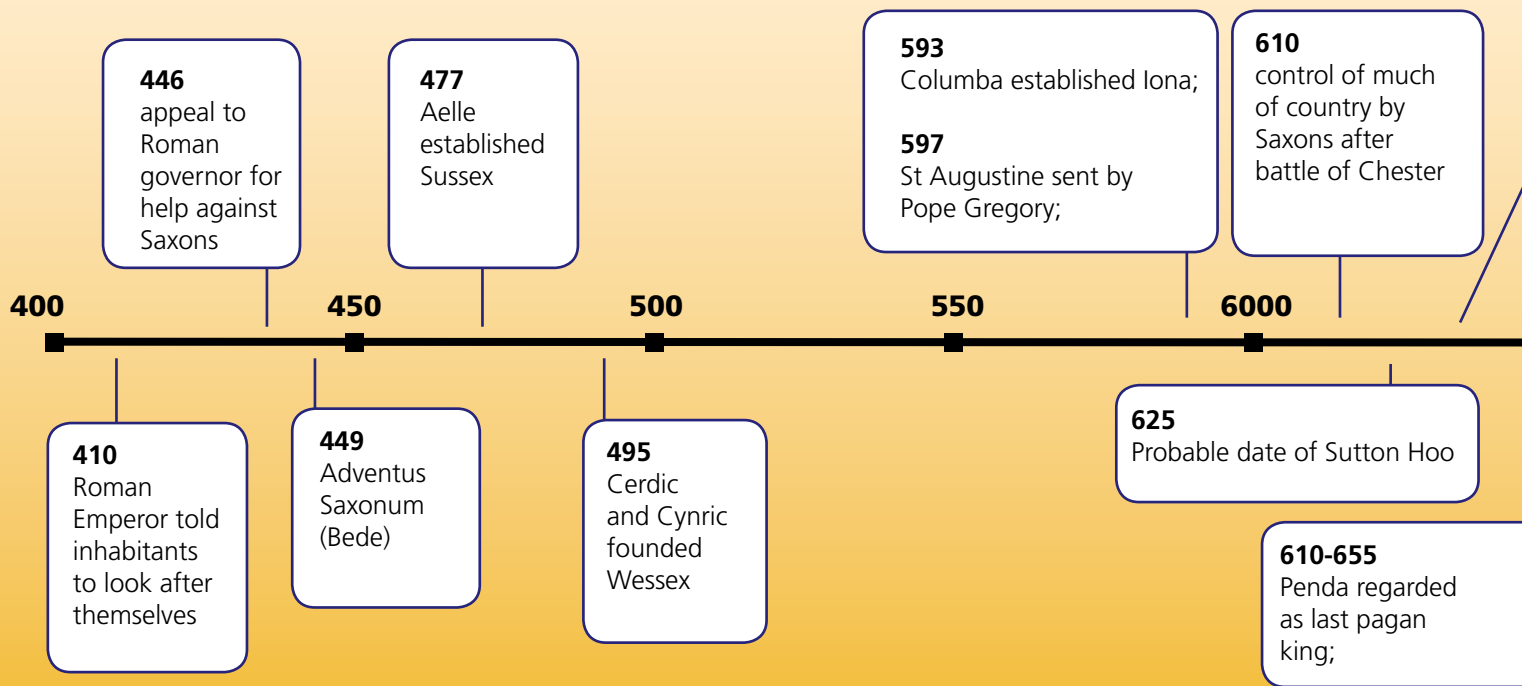 446
appeal to
Roman
governor for
help against
Saxons
477
Aelle
established
Sussex
593
Columba established Iona;
597
St Augustine sent by
Pope Gregory;
610
control of much
of country by
Saxons after
battle of Chester
400
450
500
550
6000
410
Roman
Emperor told
inhabitants
to look after
themselves
449
Adventus
Saxonum
(Bede)
495
Cerdic
and Cynric
founded
Wessex
625
Probable date of Sutton Hoo
610-655
Penda regarded
as last pagan
king;